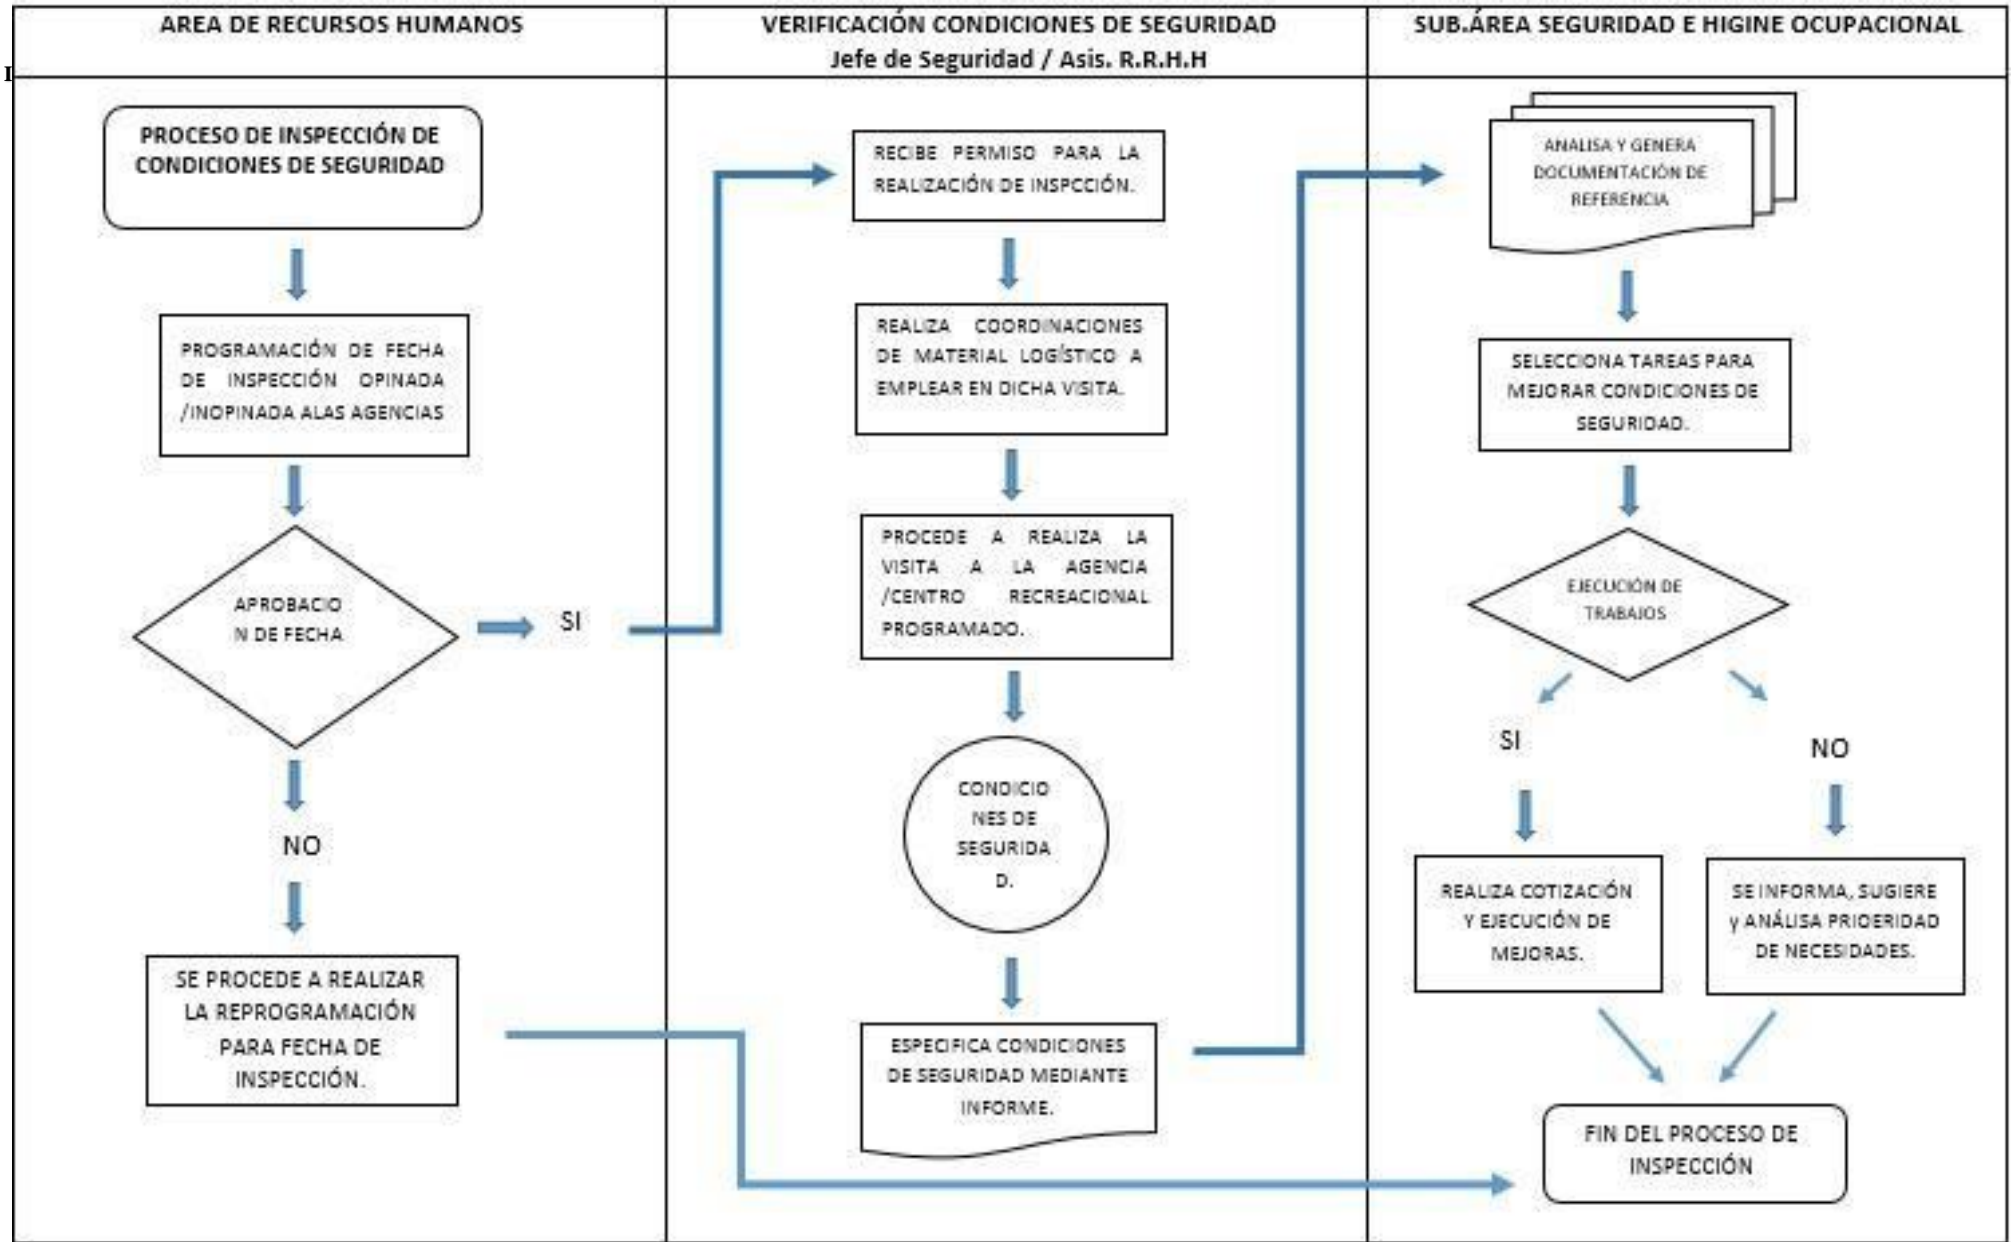 AREA DE RECURSOS HUMANOS
VERIFICACIÓN CONDICIONES DE SEGURIDAD
Jefe de Seguridad / Asis. R.R.H.H
SUB.ÁREA SEGURIDAD E HIGINE OCUPACIONAL
I
PROCESO DE INSPECCIÓN DE
CONDICIONES DE SEGURIDAD
PROGRAMACIÓN DE FECHA
DE INSPECCIÓN OPINADA
/INOPINADA ALAS AGENCIAS
APROBACIO
N DE FECHA
SI
NO
SE PROCEDE A REALIZAR
LA REPROGRAMACIÓN
PARA FECHA DE
INSPECCIÓN.
RECIBE PERMISO PARA LA
REALIZACIÓN DE INSPCCIÓN.
REALIZA COORDINACIONES
DE MATERIAL LOGÍSTICO A
EMPLEAR EN DICHA VISITA.
PROCEDE A REALIZA LA
VISITA A LA AGENCIA
/CENTRO RECREACIONAL
PROGRAMADO.
CONDICIO
NES DE
SEGURIDA
D.
ESPECIFICA CONDICIONES
DE SEGURIDAD MEDIANTE
INFORME.
ANALISA Y GENERA
DOCUMENTACIÓN DE
REFERENCIA
SELECCIONA TAREAS PARA
MEJORAR CONDICIONES DE
SEGURIDAD.
EJECUCIÓN DE
TRABAJOS
SI
NO
REALIZA COTIZACIÓN
Y EJECUCIÓN DE
MEJORAS.
SE INFORMA, SUGIERE
y ANÁLISA PRIOERIDAD
DE NECESIDADES.
FIN DEL PROCESO DE
INSPECCIÓN